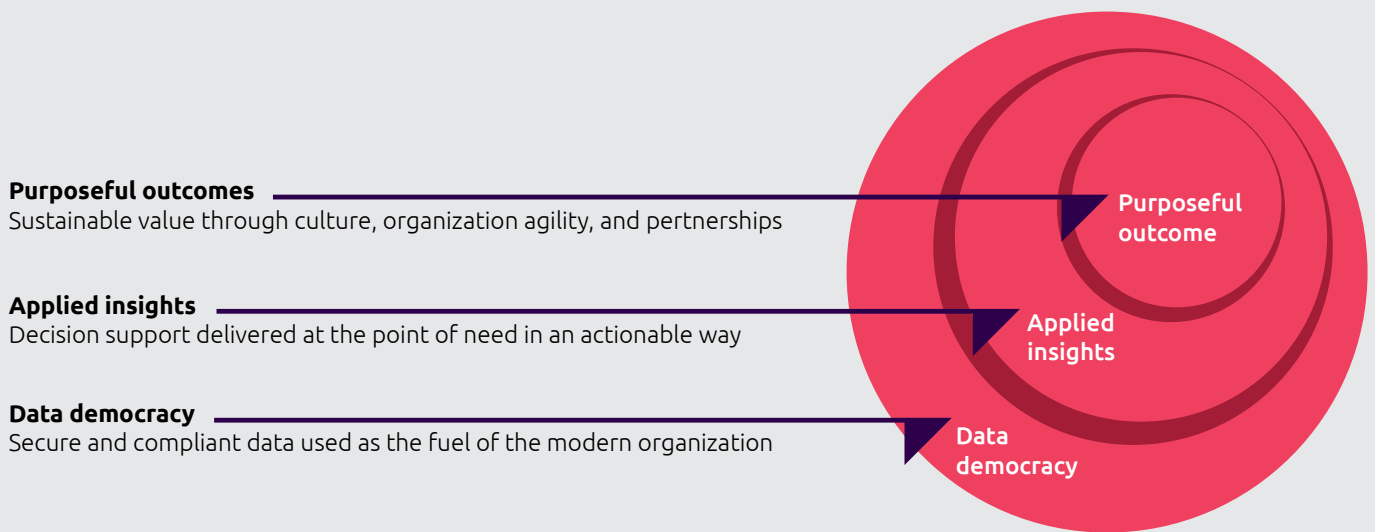 Purposeful outcomes
Sustainable value through culture, organization agility, and pertnerships
Purposeful
outcome
Applied insights
Decision support delivered at the point of need in an actionable way
Applied
insights
Data democracy
Secure and compliant data used as the fuel of the modern organization
Data
democracy